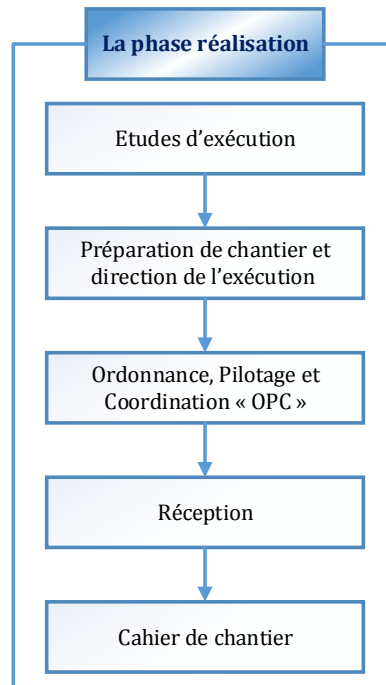 La phase réalisation
Etudes d’exécution
Préparation de chantier et
direction de l’exécution
Ordonnance, Pilotage et
Coordination « OPC »
Réception
Cahier de chantier